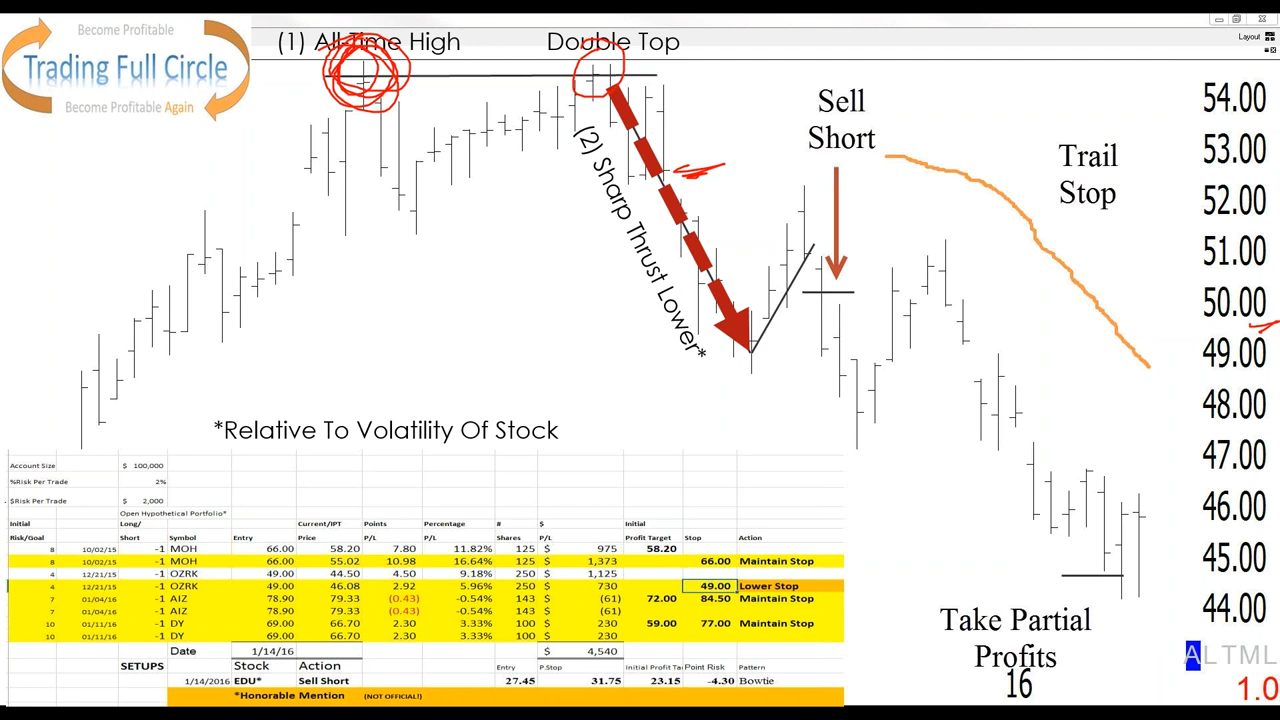 Become Profitable
Trading Full Circle
Become Profitable Again
(1) All-Time High
Double Top
Layout
(2) Sharp Thrust Lower*
Sell
Short
Trail
Stop
54.00
53.00
52.00
51.00
50.00
49.00
48.00
47.00
46.00
45.00
44.00
*Relative To Volatility Of Stock
Take Partial
Profits
16
ALTML
1.0
Account Size $ 100,000
%Risk Per Trade 2%
$Risk Per Trade $ 2,000
Open Hypothetical Portfolio*
Initial Long/ Current/IPT Points Percentage # $ Initial
Risk/Goal Short Symbol Entry Price P/L P/L Shares P/L Profit Target Stop Action
8 10/02/15 -1 MOH 66.00 58.20 7.80 11.82% 125 $ 975 58.20
8 10/02/15 -1 MOH 66.00 55.02 10.98 16.64% 125 $ 1,373 66.00 Maintain Stop
4 12/21/15 -1 OZRK 49.00 44.50 4.50 9.18% 250 $ 1,125
4 12/21/15 -1 OZRK 49.00 46.08 2.92 5.96% 250 $ 730 49.00 Lower Stop
7 01/04/16 -1 AIZ 78.90 79.33 (0.43) -0.54% 143 $ (61) 72.00 84.50 Maintain Stop
7 01/04/16 -1 AIZ 78.90 79.33 (0.43) -0.54% 143 $ (61)
10 01/11/16 -1 DY 69.00 66.70 2.30 3.33% 100 $ 230 59.00 77.00 Maintain Stop
10 01/11/16 -1 DY 69.00 66.70 2.30 3.33% 100 $ 230
Date 1/14/16 $ 4,540
SETUPS Stock Action Entry P.Stop Initial Profit Tar Point Risk Pattern
1/14/2016 EDU* Sell Short 27.45 31.75 23.15 -4.30 Bowtie
*Honorable Mention (NOT OFFICIAL!)